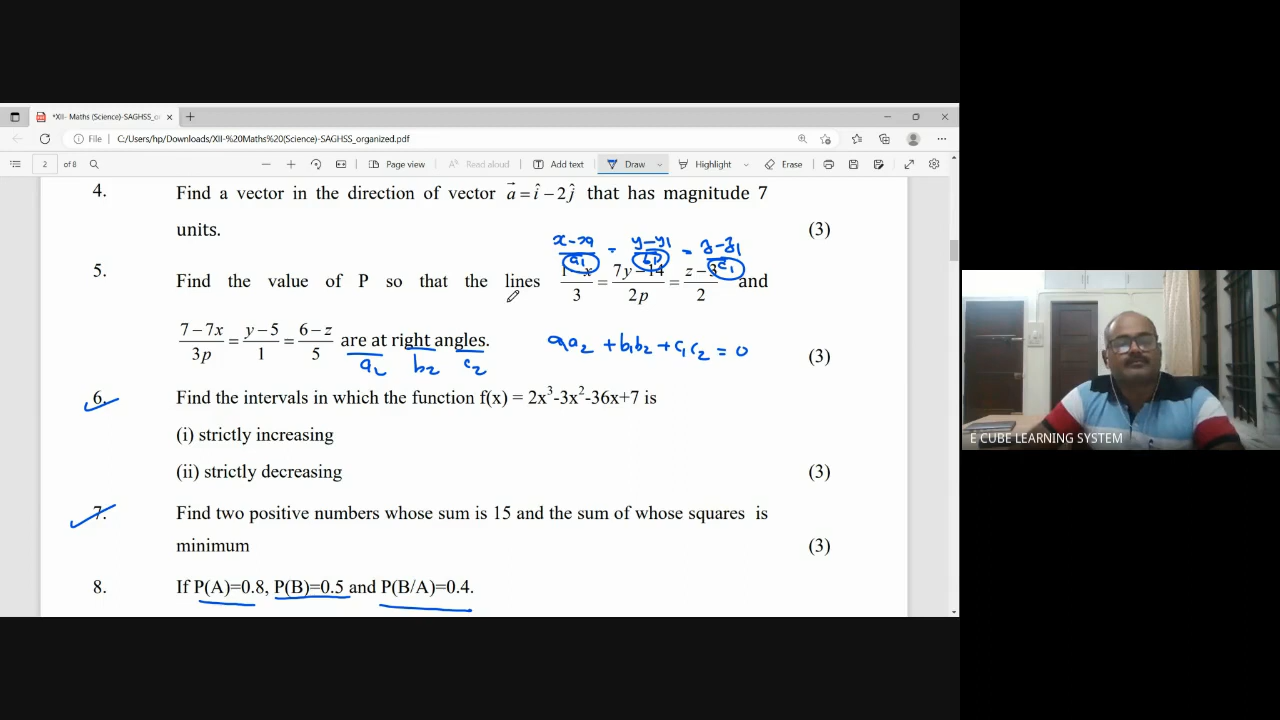 *XII- Maths (Science)-SAGHSS_or
File
C:/Users/hp/Downloads/XII-%20Maths%20(Science)-SAGHSS_organized.pdf
2 of 8
Page view
Read aloud
Add text
Draw
Highlight
Erase
4. Find a vector in the direction of vector a⃗ = î − 2ĵ that has magnitude 7
units. (3)
x−x1/a1 = y−y1/b1 = z−z1/c1
5. Find the value of P so that the lines 1−x/3 = 7y−14/2p = z−3/2 and
7−7x/3p = y−5/1 = 6−z/5 are at right angles. a1a2 + b1b2 + c1c2 = 0 (3)
a2 b2 c2
6. Find the intervals in which the function f(x) = 2x³-3x²-36x+7 is
(i) strictly increasing
(ii) strictly decreasing (3)
7. Find two positive numbers whose sum is 15 and the sum of whose squares is
minimum (3)
8. If P(A)=0.8, P(B)=0.5 and P(B/A)=0.4.
E CUBE LEARNING SYSTEM